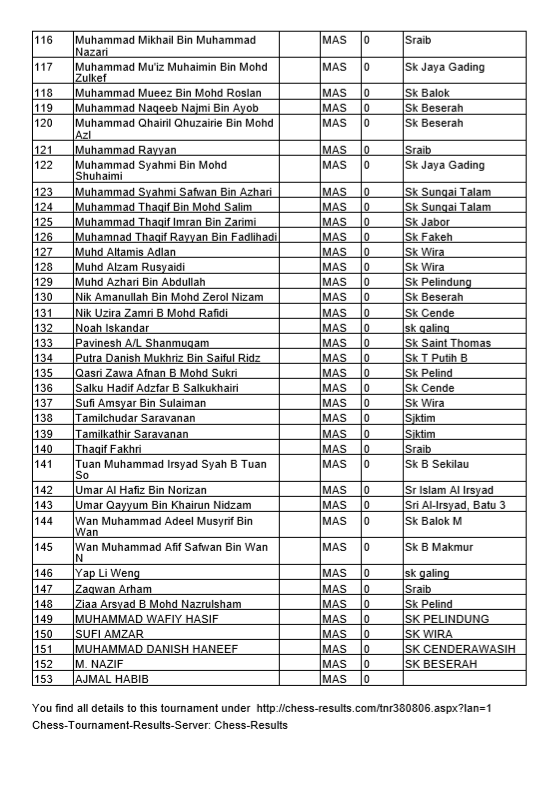 116 Muhammad Mikhail Bin Muhammad MAS 0 Sraib
Nazari
117 Muhammad Mu'iz Muhaimin Bin Mohd MAS 0 Sk Jaya Gading
Zulkef
118 Muhammad Mueez Bin Mohd Roslan MAS 0 Sk Balok
119 Muhammad Naqeeb Najmi Bin Ayob MAS 0 Sk Beserah
120 Muhammad Qhairil Qhuzairie Bin Mohd MAS 0 Sk Beserah
Azl
121 Muhammad Rayyan MAS 0 Sraib
122 Muhammad Syahmi Bin Mohd MAS 0 Sk Jaya Gading
Shuhaimi
123 Muhammad Syahmi Safwan Bin Azhari MAS 0 Sk Sungai Talam
124 Muhammad Thaqif Bin Mohd Salim MAS 0 Sk Sungai Talam
125 Muhammad Thaqif Imran Bin Zarimi MAS 0 Sk Jabor
126 Muhamnad Thaqif Rayyan Bin Fadlihadi MAS 0 Sk Fakeh
127 Muhd Altamis Adlan MAS 0 Sk Wira
128 Muhd Alzam Rusyaidi MAS 0 Sk Wira
129 Muhd Azhari Bin Abdullah MAS 0 Sk Pelindung
130 Nik Amanullah Bin Mohd Zerol Nizam MAS 0 Sk Beserah
131 Nik Uzira Zamri B Mohd Rafidi MAS 0 Sk Cende
132 Noah Iskandar MAS 0 sk galing
133 Pavinesh A/L Shanmugam MAS 0 Sk Saint Thomas
134 Putra Danish Mukhriz Bin Saiful Ridz MAS 0 Sk T Putih B
135 Qasri Zawa Afnan B Mohd Sukri MAS 0 Sk Pelind
136 Salku Hadif Adzfar B Salkukhairi MAS 0 Sk Cende
137 Sufi Amsyar Bin Sulaiman MAS 0 Sk Wira
138 Tamilchudar Saravanan MAS 0 Sjktim
139 Tamilkathir Saravanan MAS 0 Sjktim
140 Thaqif Fakhri MAS 0 Sraib
141 Tuan Muhammad Irsyad Syah B Tuan MAS 0 Sk B Sekilau
So
142 Umar Al Hafiz Bin Norizan MAS 0 Sr Islam Al Irsyad
143 Umar Qayyum Bin Khairun Nidzam MAS 0 Sri Al-Irsyad, Batu 3
144 Wan Muhammad Adeel Musyrif Bin MAS 0 Sk Balok M
Wan
145 Wan Muhammad Afif Safwan Bin Wan MAS 0 Sk B Makmur
N
146 Yap Li Weng MAS 0 sk galing
147 Zaqwan Arham MAS 0 Sraib
148 Ziaa Arsyad B Mohd Nazrulsham MAS 0 Sk Pelind
149 MUHAMMAD WAFIY HASIF MAS 0 SK PELINDUNG
150 SUFI AMZAR MAS 0 SK WIRA
151 MUHAMMAD DANISH HANEEF MAS 0 SK CENDERAWASIH
152 M. NAZIF MAS 0 SK BESERAH
153 AJMAL HABIB MAS 0
You find all details to this tournament under http://chess-results.com/tnr380806.aspx?lan=1
Chess-Tournament-Results-Server: Chess-Results